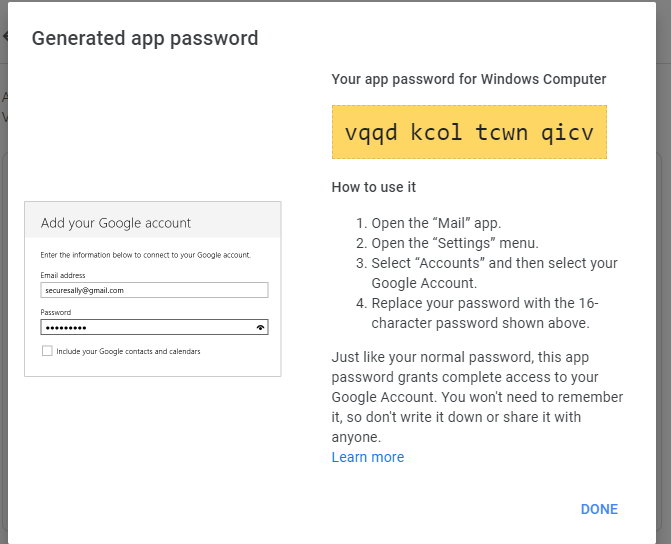 Generated app password
Your app password for Windows Computer
vqqd kcol tcwn qicv
How to use it
1. Open the “Mail” app.
2. Open the “Settings” menu.
3. Select “Accounts” and then select your
Google Account.
4. Replace your password with the 16-
character password shown above.
Just like your normal password, this app
password grants complete access to your
Google Account. You won't need to remember
it, so don't write it down or share it with
anyone.
Learn more
Add your Google account
Enter the information below to connect to your Google account.
Email address
securesally@gmail.com
Password
•••••••••
Include your Google contacts and calendars
DONE